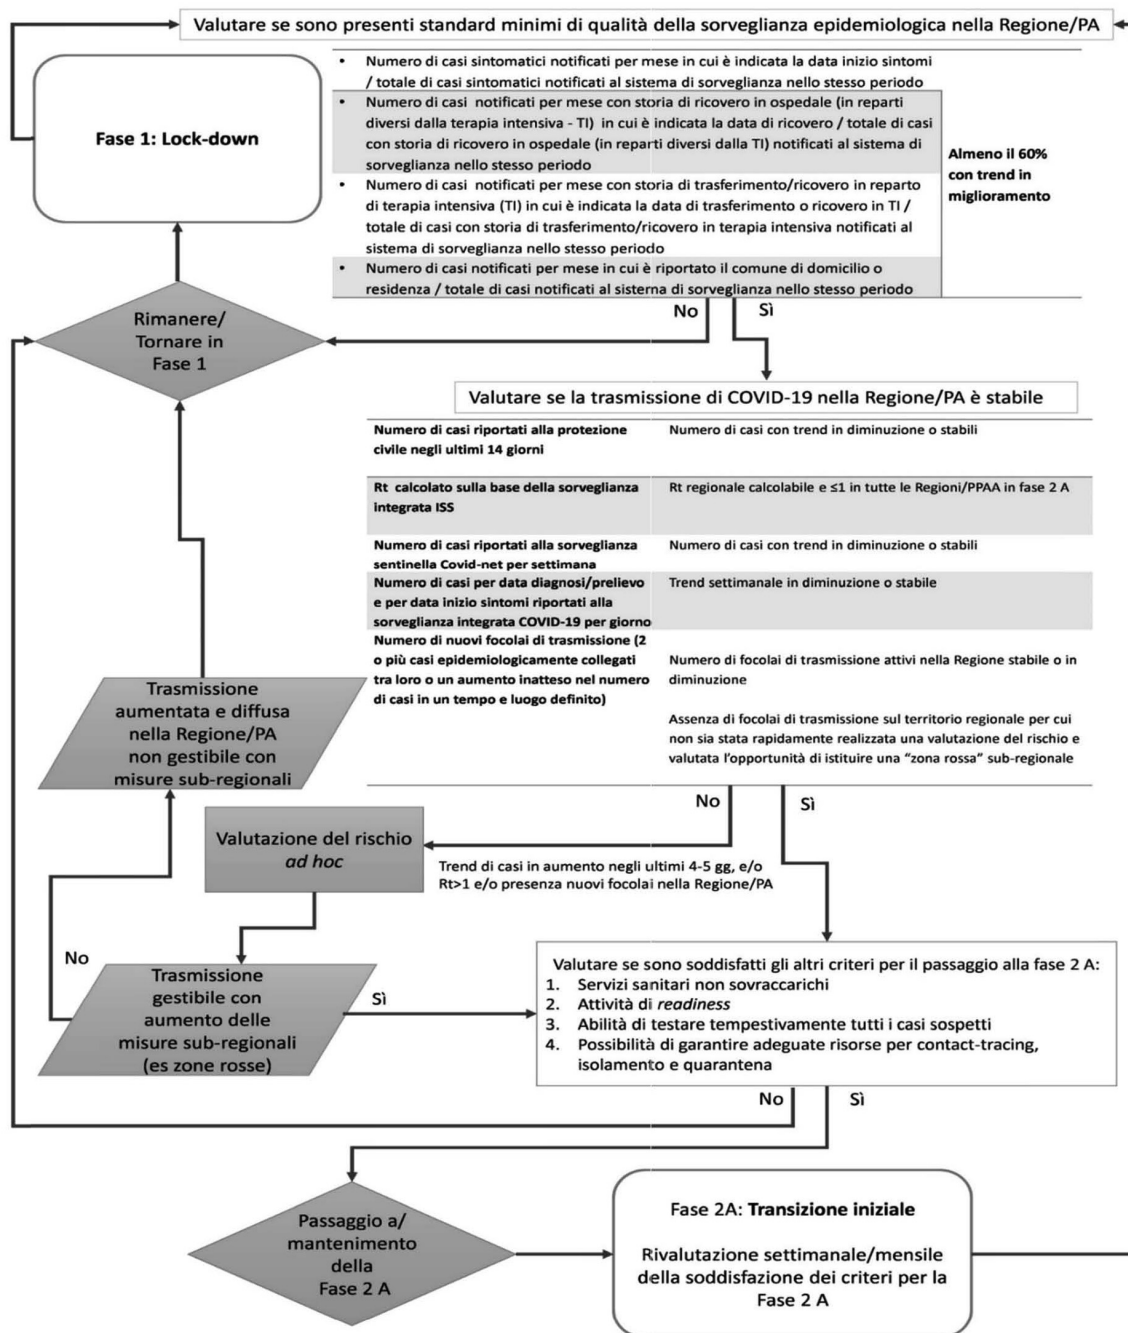 Valutare se sono presenti standard minimi di qualità della sorveglianza epidemiologica nella Regione/PA
Fase 1: Lock-down
• Numero di casi sintomatici notificati per mese in cui è indicata la data inizio sintomi
/ totale di casi sintomatici notificati al sistema di sorveglianza nello stesso periodo
• Numero di casi notificati per mese con storia di ricovero in ospedale (in reparti
diversi dalla terapia intensiva - TI) in cui è indicata la data di ricovero / totale di casi
con storia di ricovero in ospedale (in reparti diversi dalla TI) notificati al sistema di
sorveglianza nello stesso periodo
• Numero di casi notificati per mese con storia di trasferimento/ricovero in reparto
di terapia intensiva (TI) in cui è indicata la data di trasferimento o ricovero in TI /
totale di casi con storia di trasferimento/ricovero in terapia intensiva notificati al
sistema di sorveglianza nello stesso periodo
• Numero di casi notificati per mese in cui è riportato il comune di domicilio o
residenza / totale di casi notificati al sistema di sorveglianza nello stesso periodo
Almeno il 60%
con trend in
miglioramento
No
Sì
Rimanere/
Tornare in
Fase 1
Valutare se la trasmissione di COVID-19 nella Regione/PA è stabile
Numero di casi riportati alla protezione
civile negli ultimi 14 giorni
Numero di casi con trend in diminuzione o stabili
Rt calcolato sulla base della sorveglianza
integrata ISS
Rt regionale calcolabile e ≤1 in tutte le Regioni/PPAA in fase 2 A
Numero di casi riportati alla sorveglianza
sentinella Covid-net per settimana
Numero di casi con trend in diminuzione o stabili
Numero di casi per data diagnosi/prelievo
e per data inizio sintomi riportati alla
sorveglianza integrata COVID-19 per giorno
Trend settimanale in diminuzione o stabile
Numero di nuovi focolai di trasmissione (2
o più casi epidemiologicamente collegati
tra loro o un aumento inatteso nel numero
di casi in un tempo e luogo definito)
Numero di focolai di trasmissione attivi nella Regione stabile o in
diminuzione
Assenza di focolai di trasmissione sul territorio regionale per cui
non sia stata rapidamente realizzata una valutazione del rischio e
valutata l'opportunità di istituire una "zona rossa" sub-regionale
Trasmissione
aumentata e diffusa
nella Regione/PA
non gestibile con
misure sub-regionali
No
Sì
Valutazione del rischio
ad hoc
Trend di casi in aumento negli ultimi 4-5 gg, e/o
Rt>1 e/o presenza nuovi focolai nella Regione/PA
No
Trasmissione
gestibile con
aumento delle
misure sub-regionali
(es zone rosse)
Sì
Valutare se sono soddisfatti gli altri criteri per il passaggio alla fase 2 A:
1. Servizi sanitari non sovraccarichi
2. Attività di readiness
3. Abilità di testare tempestivamente tutti i casi sospetti
4. Possibilità di garantire adeguate risorse per contact-tracing,
isolamento e quarantena
No
Sì
Passaggio a/
mantenimento
della
Fase 2 A
Fase 2A: Transizione iniziale
Rivalutazione settimanale/mensile
della soddisfazione dei criteri per la
Fase 2 A